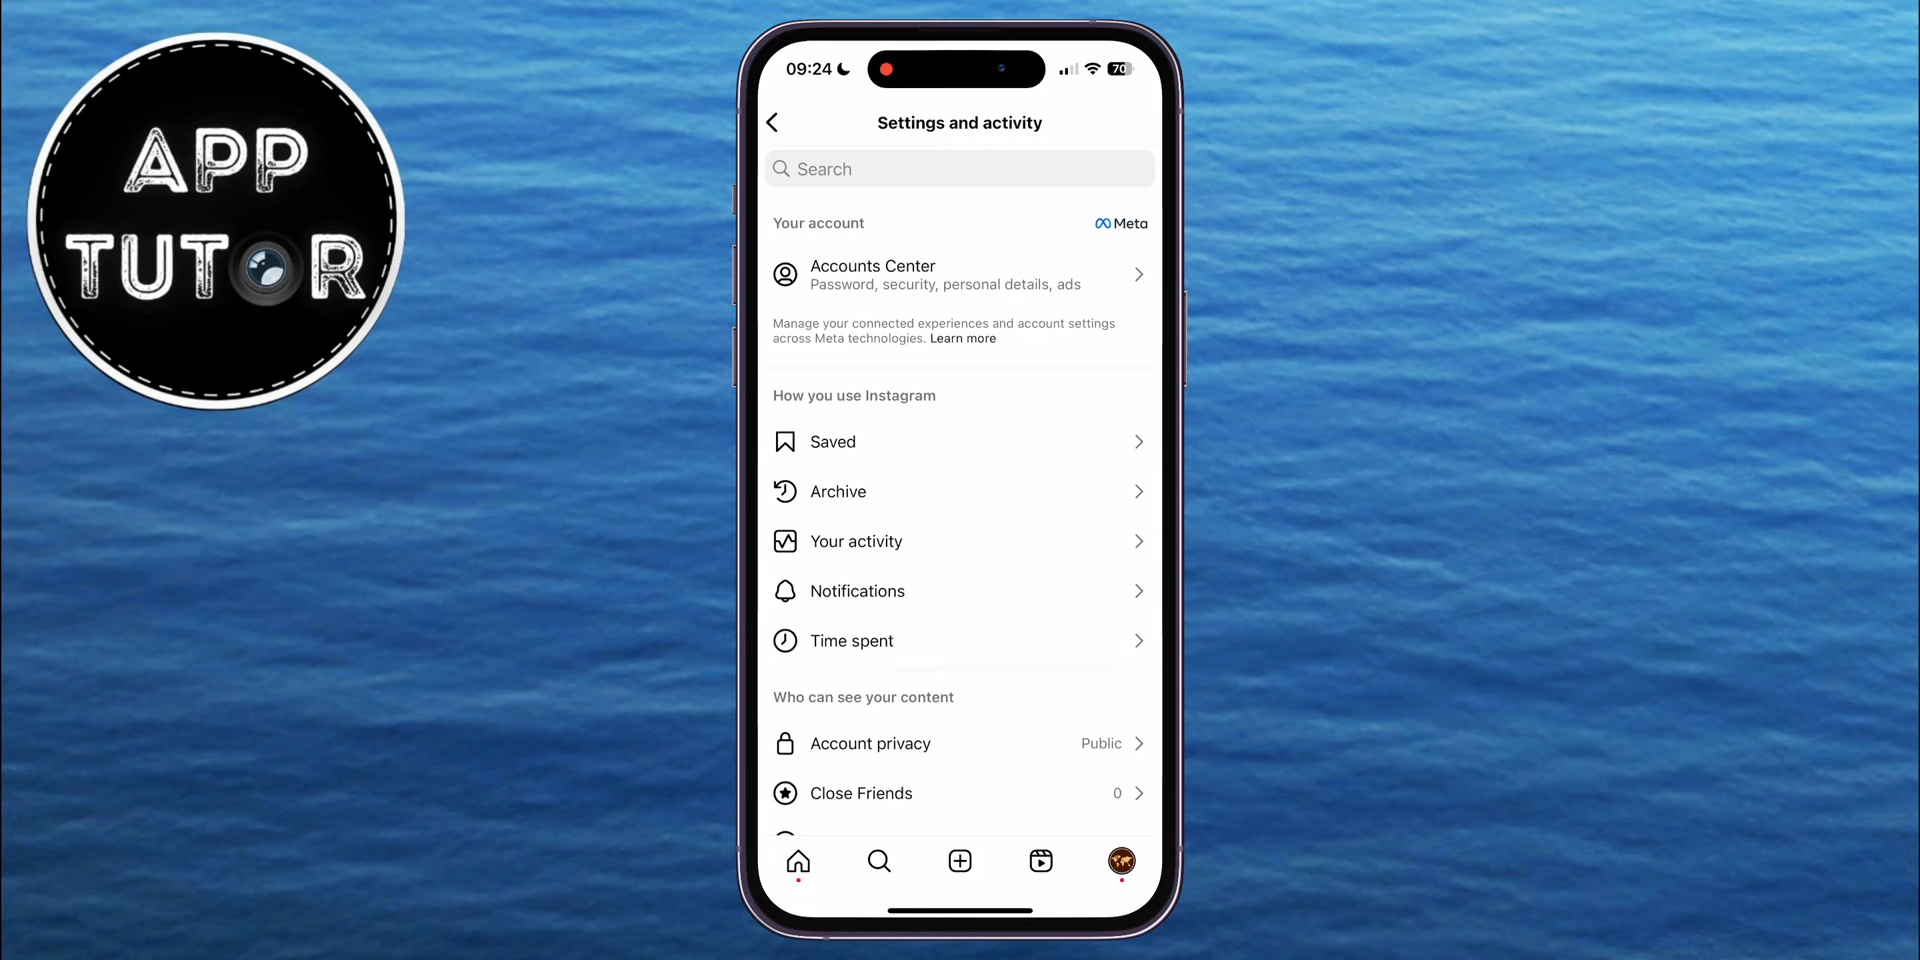 APP
TUTOR
09:24
70
Settings and activity
Search
Your account
Meta
Accounts Center
Password, security, personal details, ads
Manage your connected experiences and account settings
across Meta technologies. Learn more
How you use Instagram
Saved
Archive
Your activity
Notifications
Time spent
Who can see your content
Account privacy Public
Close Friends 0